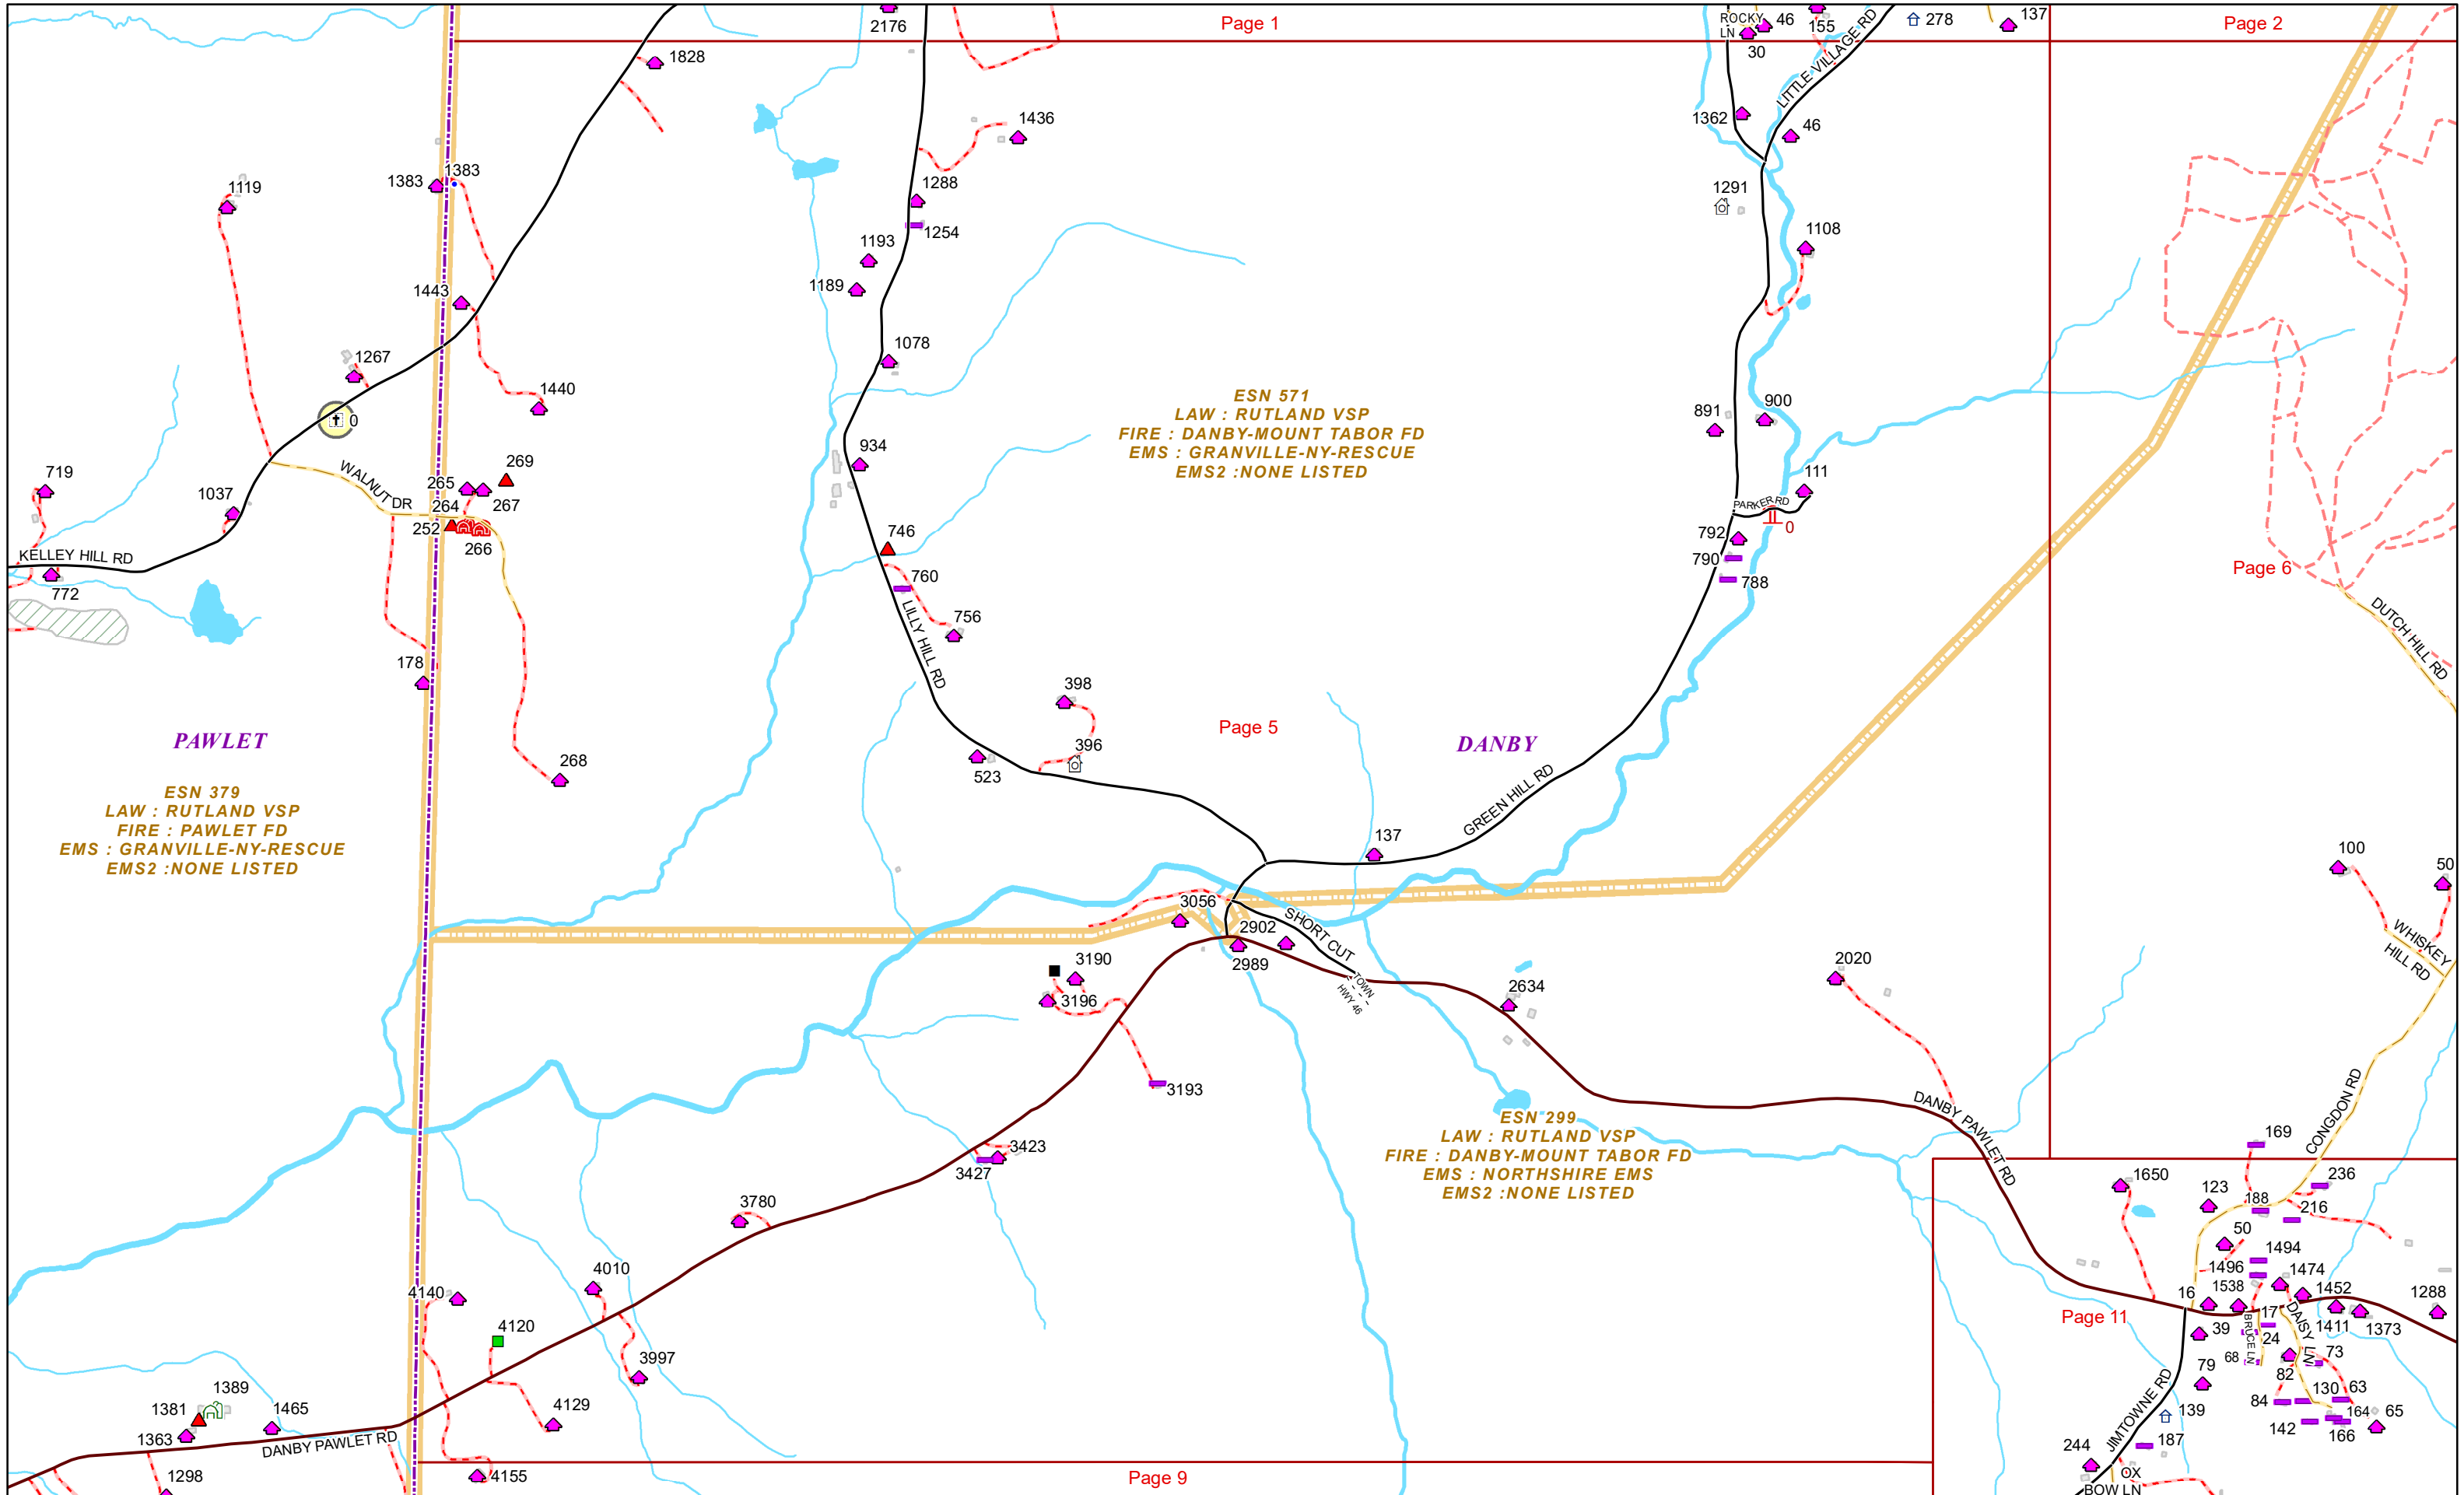 Page 1
Page 2
2176
ROCKY
LN
46
30
155
LITTLE VILLAGE RD
278
137
1828
1436
1362
46
1383
1383
1119
1288
1254
1291
1193
1108
1189
1443
1078
1267
1440
0
ESN 571
LAW : RUTLAND VSP
FIRE : DANBY-MOUNT TABOR FD
EMS : GRANVILLE-NY-RESCUE
EMS2 :NONE LISTED
891
900
934
719
WALNUT DR
265
269
111
1037
264
267
PARKER RD
252
266
0
746
792
KELLEY HILL RD
790
788
772
760
756
LILLY HILL RD
Page 6
DUTCH HILL RD
178
398
PAWLET
Page 5
DANBY
396
523
268
ESN 379
LAW : RUTLAND VSP
FIRE : PAWLET FD
EMS : GRANVILLE-NY-RESCUE
EMS2 :NONE LISTED
GREEN HILL RD
137
100
50
3056
2902
SHORT CUT
2989
WHISKEY
HILL RD
3190
3196
TOWN
HWY 46
2634
2020
3193
CONGDON RD
DANBY PAWLET RD
ESN 299
LAW : RUTLAND VSP
FIRE : DANBY-MOUNT TABOR FD
EMS : NORTHSHIRE EMS
EMS2 :NONE LISTED
3423
3427
169
1650
123
236
188
216
3780
50
1494
1496
1474
4010
4140
16
1538
1452
1288
Page 11
17
DAISY LN
39
BRUCE LN
24
1411
1373
4120
68
73
3997
79
82
130
63
84
1389
1381
1465
4129
139
164
65
142
166
1363
DANBY PAWLET RD
JIMTOWNE RD
187
244
1298
4155
Page 9
OX
BOW LN